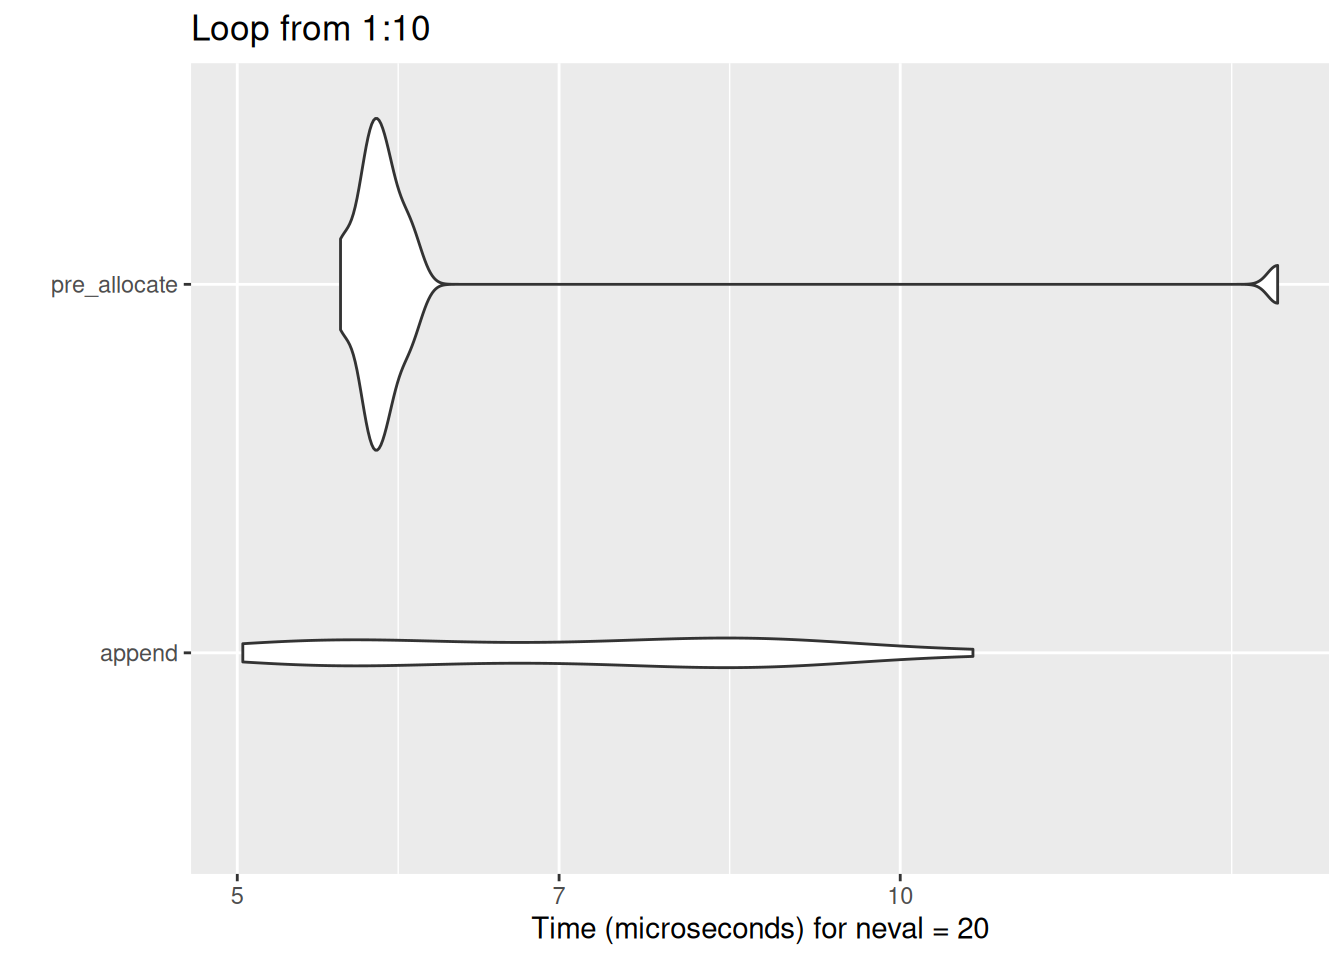 Loop from 1:10
pre_allocate
append
5
7
10
Time (microseconds) for neval = 20